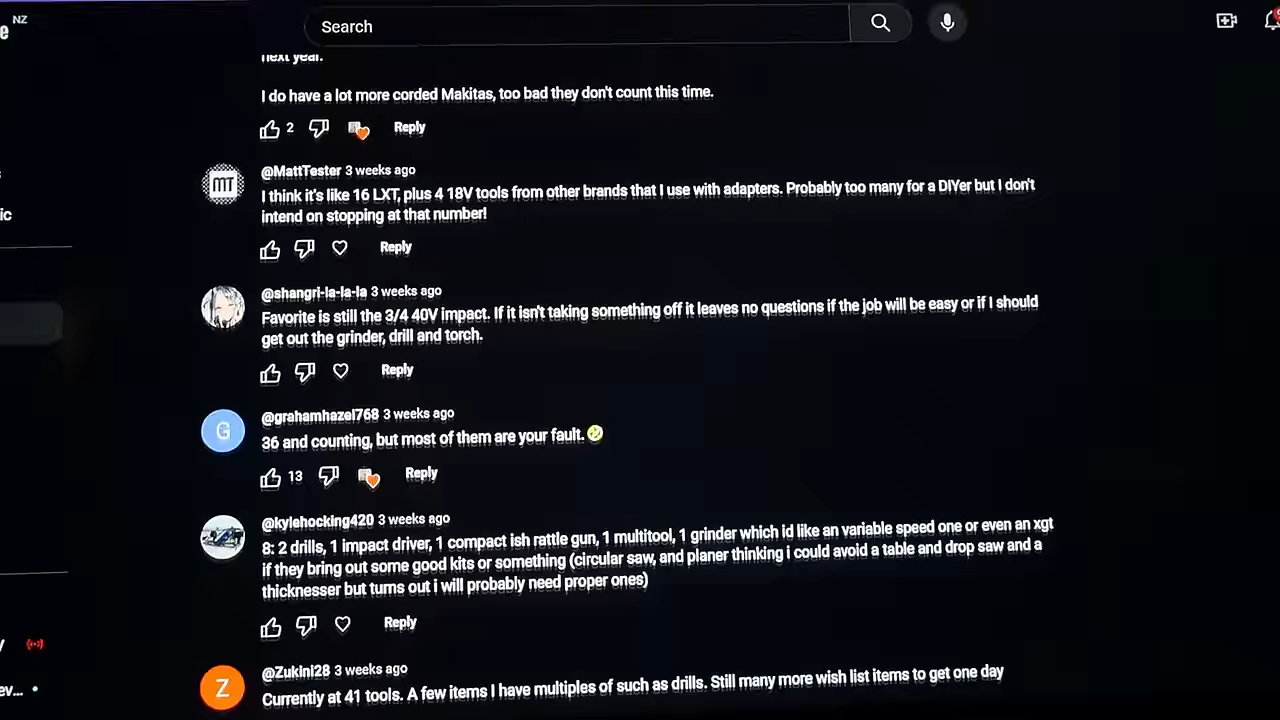 NZ
e
Search
next year.
I do have a lot more corded Makitas, too bad they don't count this time.
2
Reply
MT
@MattTester 3 weeks ago
I think it's like 16 LXT, plus 4 18V tools from other brands that I use with adapters. Probably too many for a DIYer but I don't
intend on stopping at that number!
ic
Reply
@shangri-la-la-la 3 weeks ago
Favorite is still the 3/4 40V impact. If it isn't taking something off it leaves no questions if the job will be easy or if I should
get out the grinder, drill and torch.
Reply
G
@grahamhazel768 3 weeks ago
36 and counting, but most of them are your fault.🤣
13
Reply
@kylehocking420 3 weeks ago
8: 2 drills, 1 impact driver, 1 compact ish rattle gun, 1 multitool, 1 grinder which id like an variable speed one or even an xgt
if they bring out some good kits or something (circular saw, and planer thinking i could avoid a table and drop saw and a
thicknesser but turns out i will probably need proper ones)
Reply
y
ev... •
Z
@Zukini28 3 weeks ago
Currently at 41 tools. A few items I have multiples of such as drills. Still many more wish list items to get one day